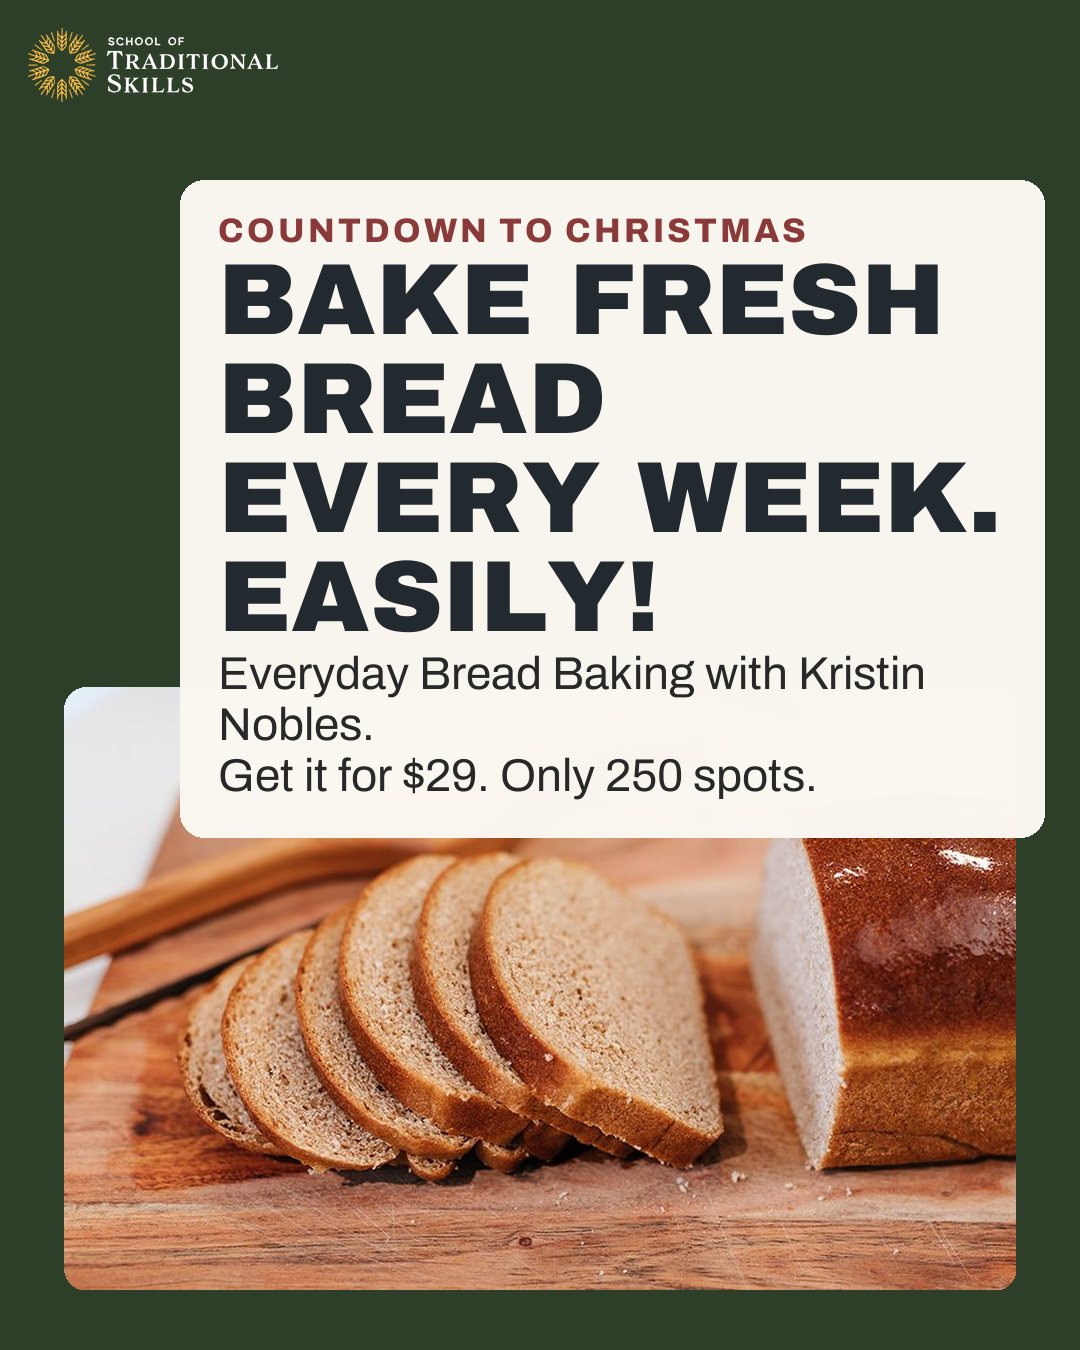 SCHOOL OF
TRADITIONAL
SKILLS
COUNTDOWN TO CHRISTMAS
BAKE FRESH
BREAD
EVERY WEEK.
EASILY!
Everyday Bread Baking with Kristin
Nobles.
Get it for $29. Only 250 spots.